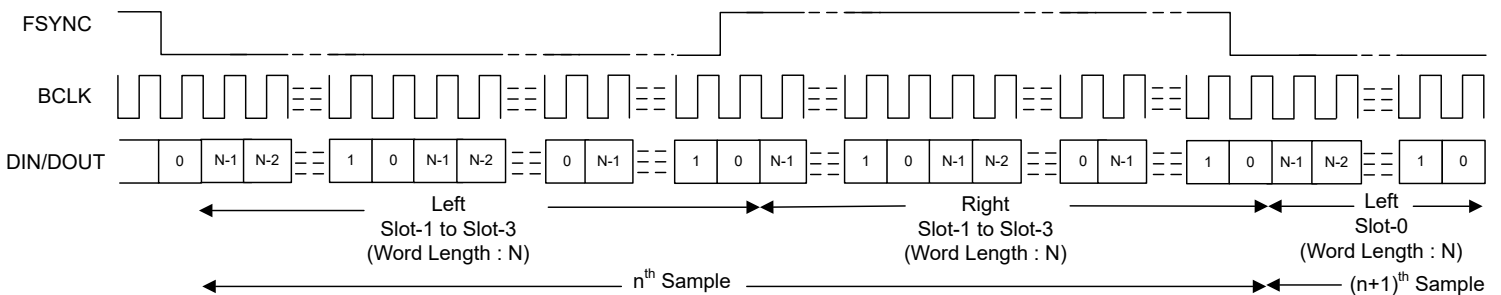 FSYNC
BCLK
DIN/DOUT
0 N-1 N-2 1 0 N-1 N-2 0 N-1 1 0 N-1 1 0 N-1 N-2 0 N-1 1 0 N-1 N-2 1 0
Left
Slot-1 to Slot-3
(Word Length : N)
Right
Slot-1 to Slot-3
(Word Length : N)
Left
Slot-0
(Word Length : N)
nth Sample
(n+1)th Sample